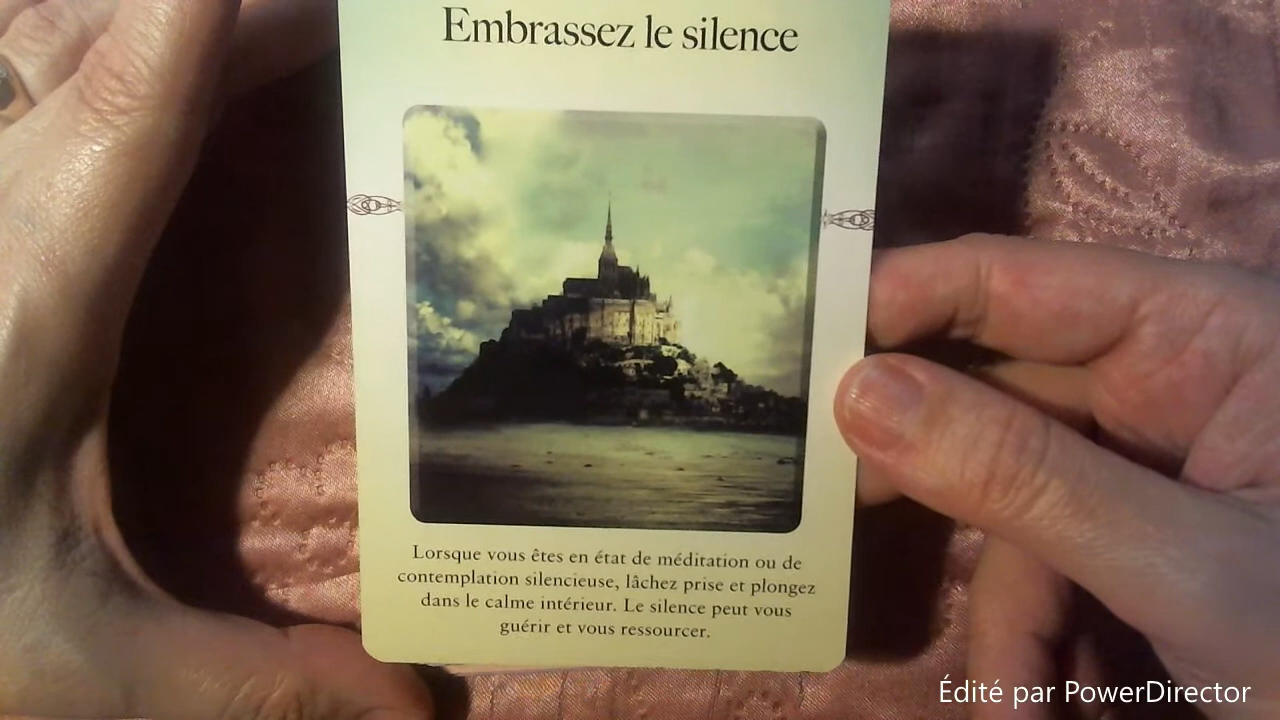 Embrassez le silence
Lorsque vous êtes en état de méditation ou de
contemplation silencieuse, lâchez prise et plongez
dans le calme intérieur. Le silence peut vous
guérir et vous ressourcer.
Édité par PowerDirector